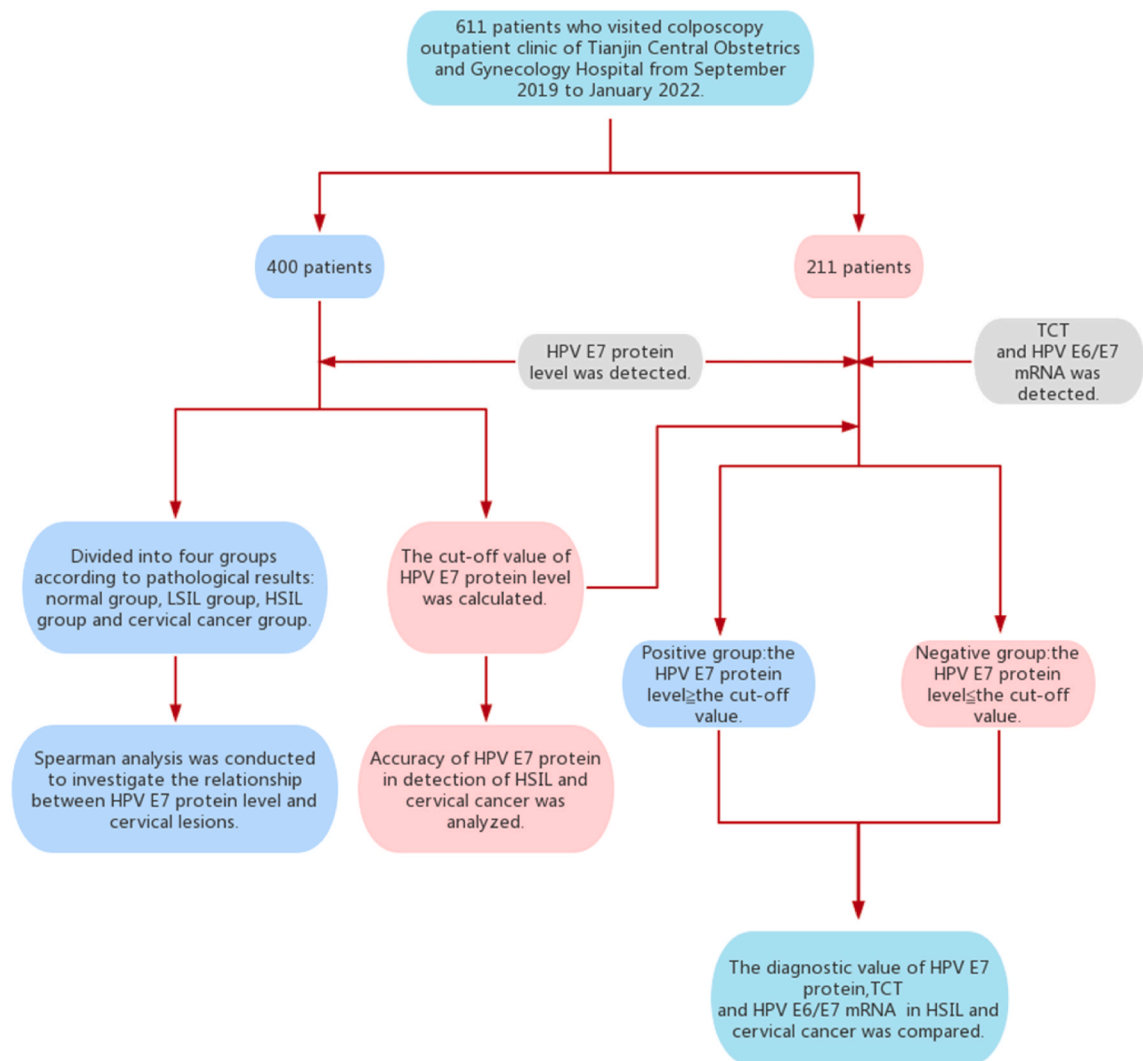 611 patients who visited colposcopy
outpatient clinic of Tianjin Central Obstetrics
and Gynecology Hospital from September
2019 to January 2022.
400 patients
211 patients
HPV E7 protein
level was detected.
TCT
and HPV E6/E7
mRNA was
detected.
Divided into four groups
according to pathological results:
normal group, LSIL group, HSIL
group and cervical cancer group.
The cut-off value of
HPV E7 protein level
was calculated.
Positive group:the
HPV E7 protein
level≧the cut-off
value.
Negative group:the
HPV E7 protein
level≦the cut-off
value.
Spearman analysis was conducted
to investigate the relationship
between HPV E7 protein level and
cervical lesions.
Accuracy of HPV E7 protein
in detection of HSIL and
cervical cancer was
analyzed.
The diagnostic value of HPV E7
protein,TCT
and HPV E6/E7 mRNA  in HSIL and
cervical cancer was compared.